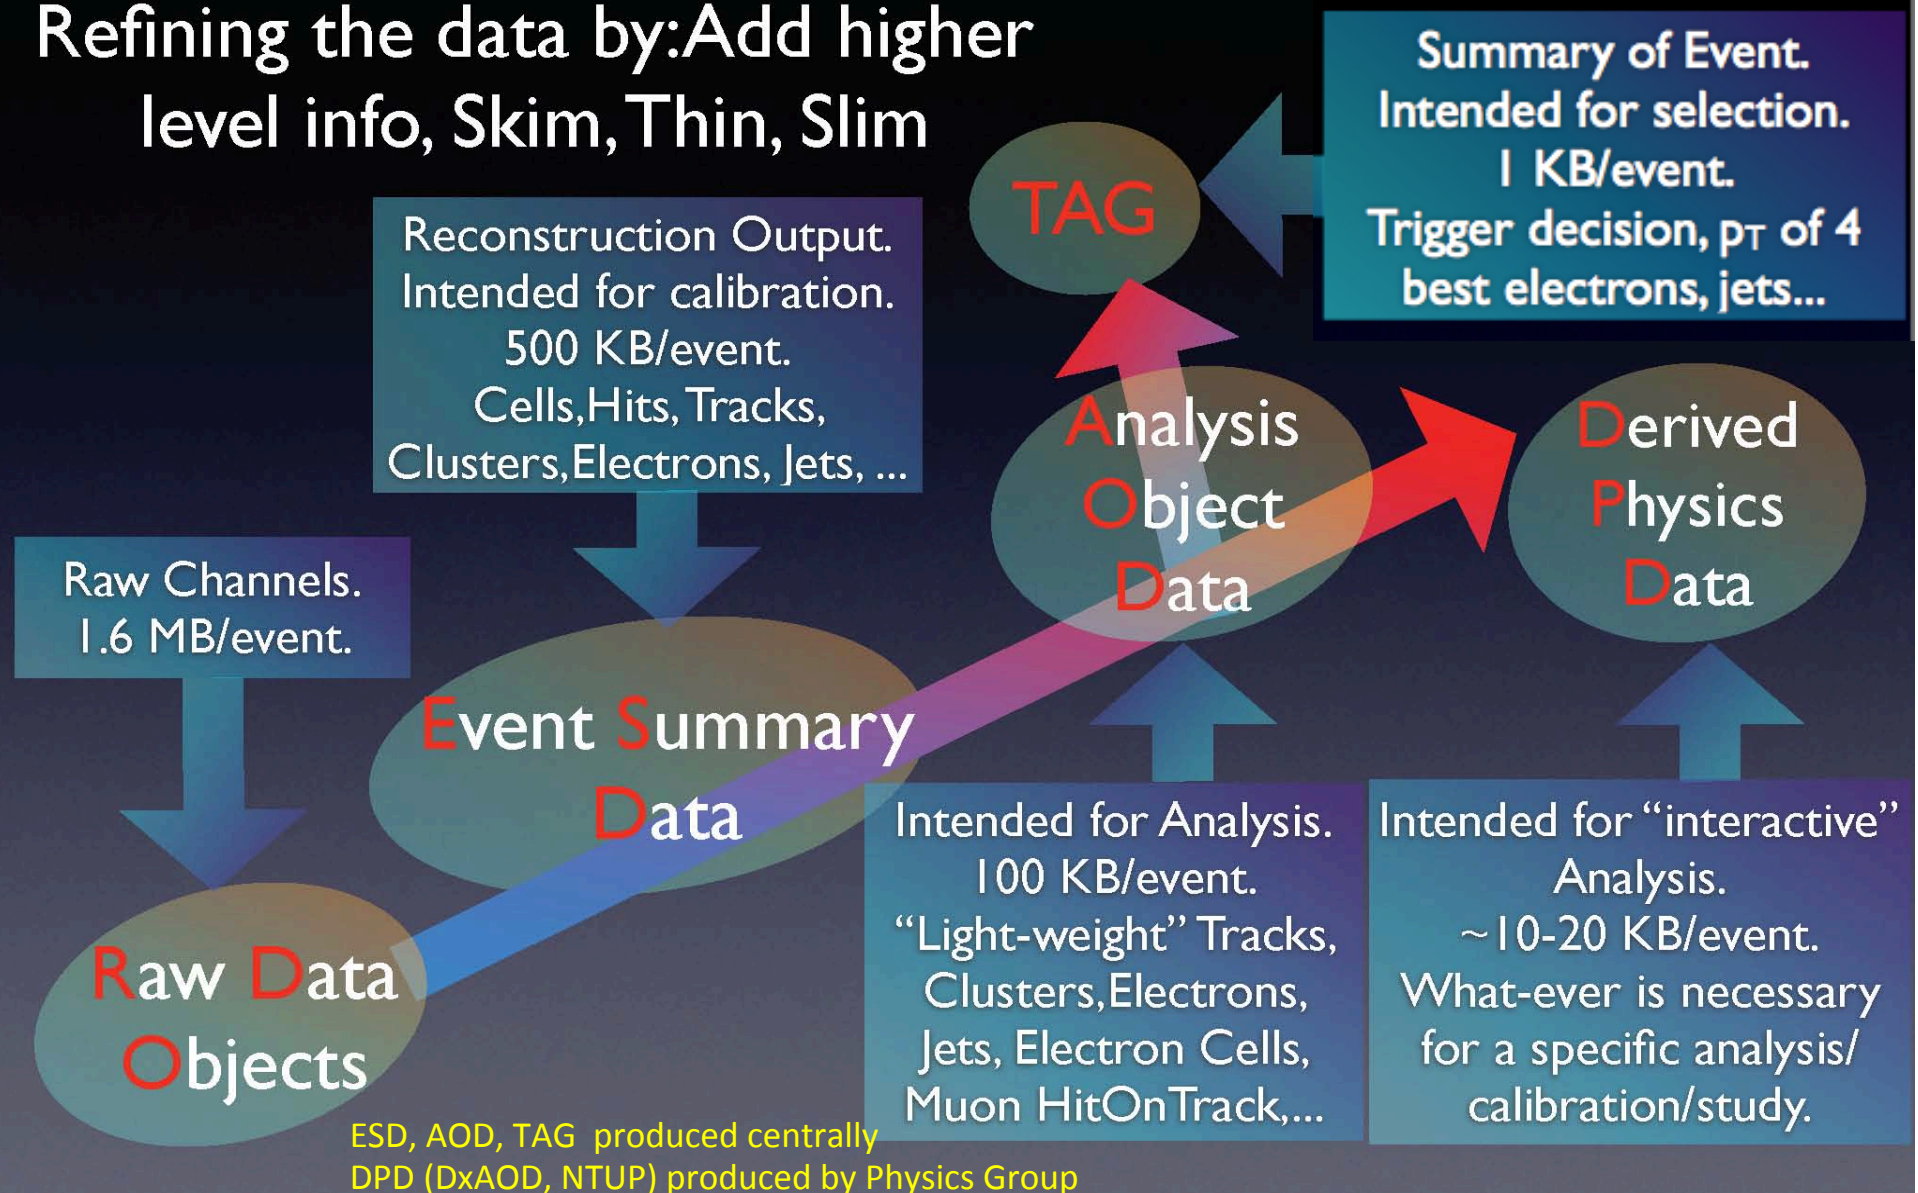 Refining the data by:Add higher
level info, Skim, Thin, Slim
Summary of Event.
Intended for selection.
1 KB/event.
Trigger decision, pT of 4
best electrons, jets...
TAG
Reconstruction Output.
Intended for calibration.
500 KB/event.
Cells,Hits, Tracks,
Clusters,Electrons, Jets, ...
Analysis
Object
Data
Derived
Physics
Data
Raw Channels.
1.6 MB/event.
Event Summary
Data
Raw Data
Objects
Intended for Analysis.
100 KB/event.
“Light-weight” Tracks,
Clusters,Electrons,
Jets, Electron Cells,
Muon HitOnTrack,...
Intended for “interactive”
Analysis.
~10-20 KB/event.
What-ever is necessary
for a specific analysis/
calibration/study.
ESD, AOD, TAG produced centrally
DPD (DxAOD, NTUP) produced by Physics Group